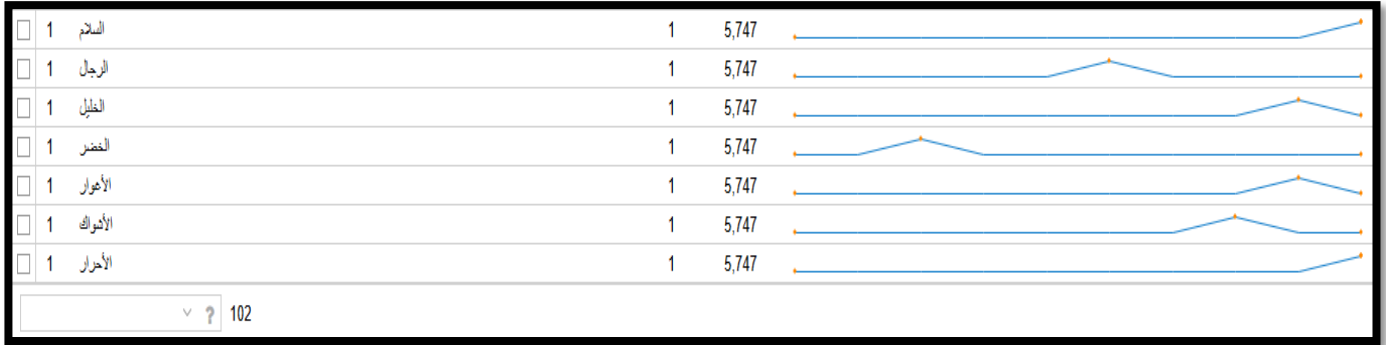 1 السلام 1 5,747
1 الرجال 1 5,747
1 الخليل 1 5,747
1 الخضر 1 5,747
1 الأغوار 1 5,747
1 الأشواك 1 5,747
1 الأحرار 1 5,747
? 102